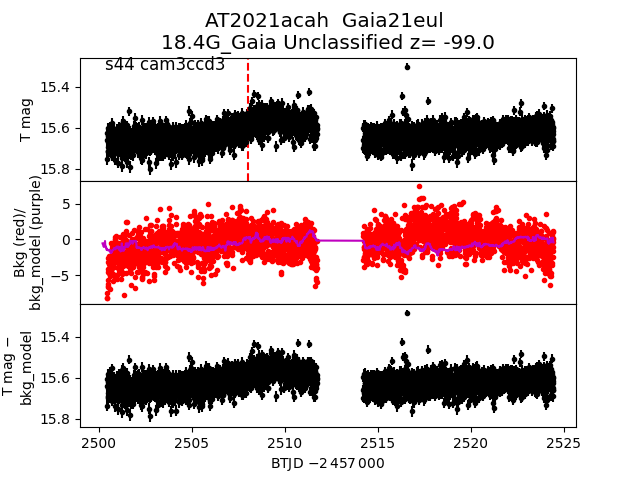 AT2021acah  Gaia21eul
18.4G_Gaia Unclassified z= -99.0
s44 cam3ccd3
15.4
15.6
15.8
T mag
5
0
−5
Bkg (red)/
bkg_model (purple)
15.4
15.6
15.8
T mag −
bkg_model
2500
2505
2510
2515
2520
2525
BTJD −2 457 000